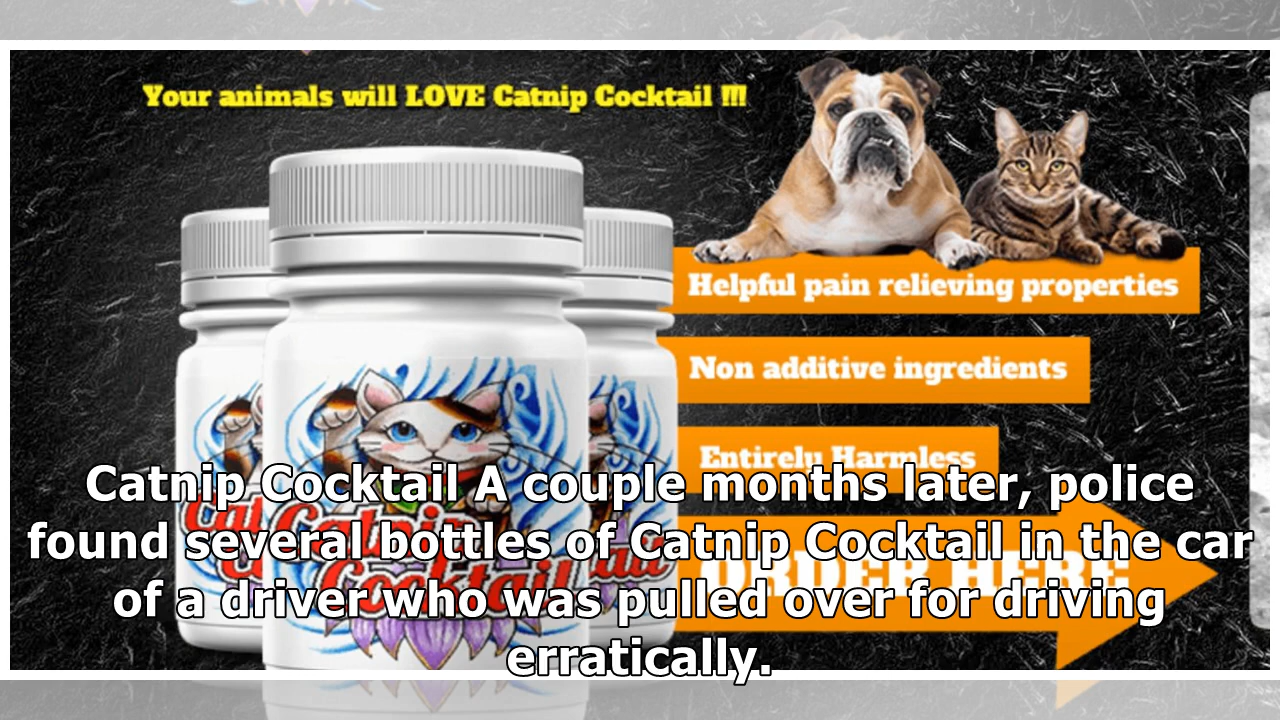 Your animals will LOVE Catnip Cocktail !!!
Helpful pain relieving properties
Non additive ingredients
Entirely Harmless
ORDER HERE
Catnip
Cocktail
Catnip Cocktail A couple months later, police
found several bottles of Catnip Cocktail in the car
of a driver who was pulled over for driving
erratically.